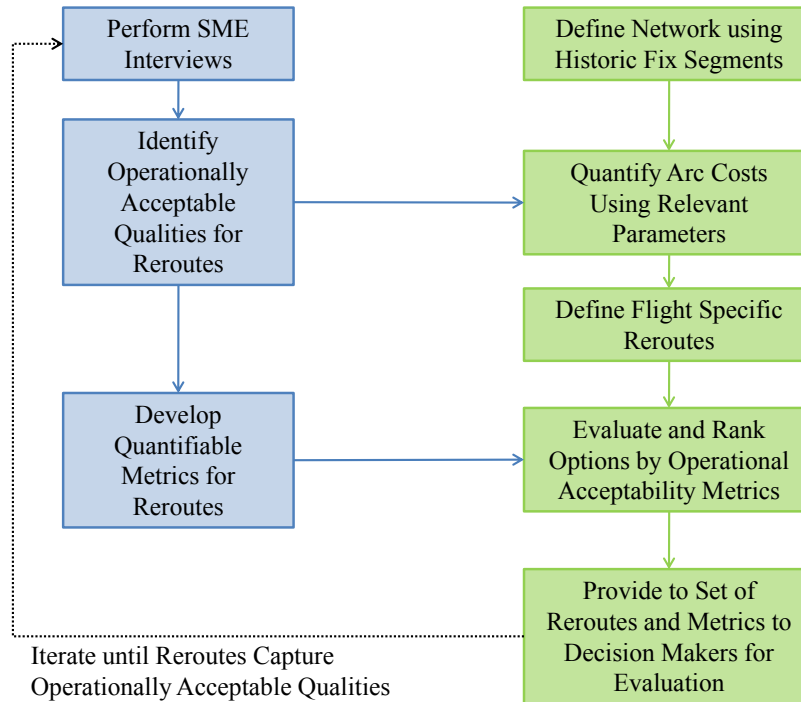 Perform SME
Interviews
Define Network using
Historic Fix Segments
Identify
Operationally
Acceptable
Qualities for
Reroutes
Quantify Arc Costs
Using Relevant
Parameters
Define Flight Specific
Reroutes
Develop
Quantifiable
Metrics for
Reroutes
Evaluate and Rank
Options by Operational
Acceptability Metrics
Provide to Set of
Reroutes and Metrics to
Decision Makers for
Evaluation
Iterate until Reroutes Capture
Operationally Acceptable Qualities